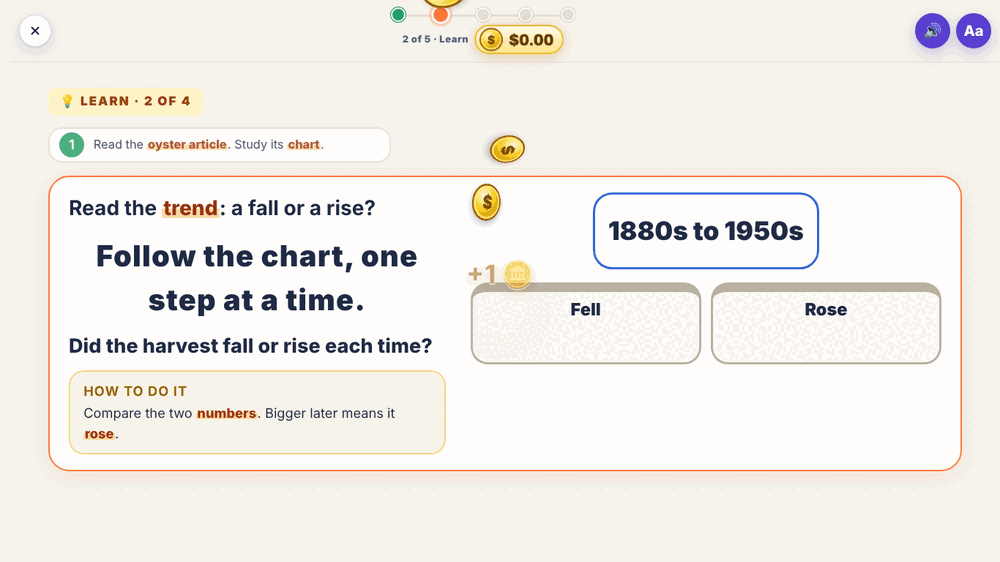 2 of 5 · Learn
$0.00
Aa
LEARN · 2 OF 4
1 Read the oyster article. Study its chart.
Read the trend: a fall or a rise?
Follow the chart, one
step at a time.
Did the harvest fall or rise each time?
HOW TO DO IT
Compare the two numbers. Bigger later means it
rose.
$
$
+1
1880s to 1950s
Fell
Rose